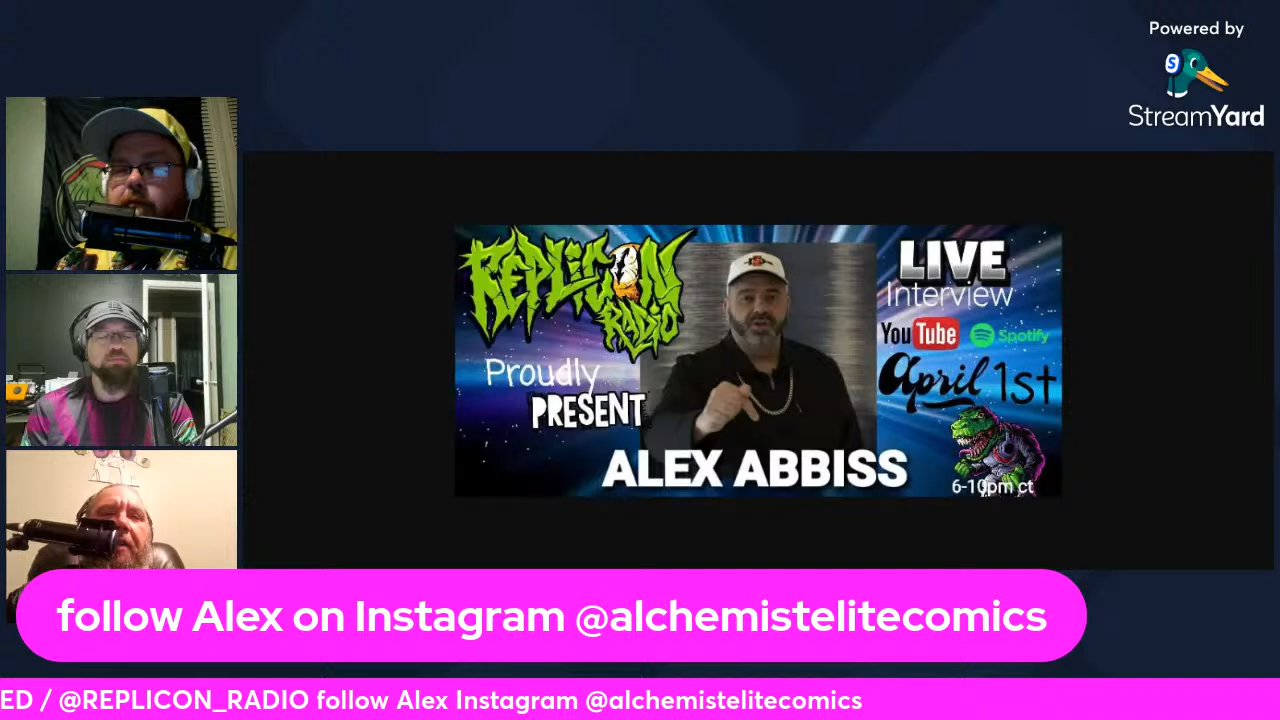 Powered by
StreamYard
REPLICON
RADIO
Proudly
PRESENT
ALEX ABBISS
LIVE
Interview
YouTube
Spotify
April 1st
6-10pm ct
follow Alex on Instagram @alchemistelitecomics
ED / @REPLICON_RADIO follow Alex Instagram @alchemistelitecomics